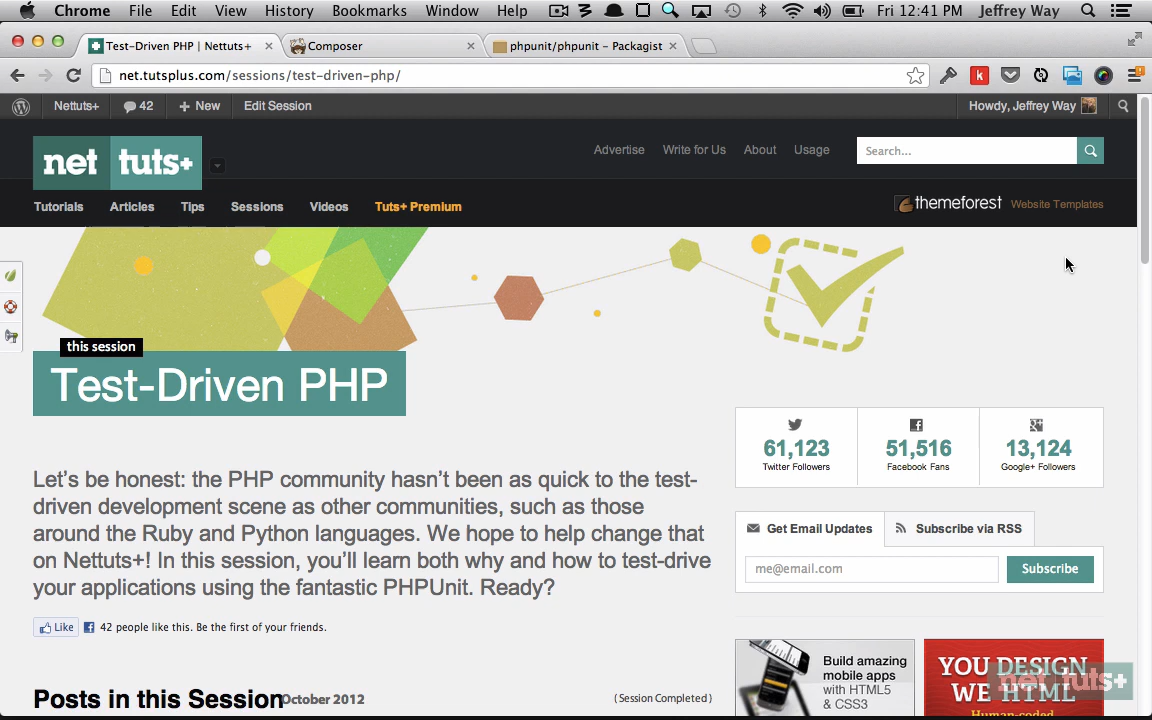 Chrome File Edit View History Bookmarks Window Help Fri 12:41 PM Jeffrey Way
Test-Driven PHP | Nettuts+ Composer phpunit/phpunit - Packagist
net.tutsplus.com/sessions/test-driven-php/
Nettuts+ 42 New Edit Session Howdy, Jeffrey Way
net tuts+
Advertise Write for Us About Usage Search...
Tutorials Articles Tips Sessions Videos Tuts+ Premium themeforest Website Templates
this session
Test-Driven PHP
61,123 51,516 13,124
Twitter Followers Facebook Fans Google+ Followers
Let's be honest: the PHP community hasn't been as quick to the test-
driven development scene as other communities, such as those
around the Ruby and Python languages. We hope to help change that
on Nettuts+! In this session, you'll learn both why and how to test-drive
your applications using the fantastic PHPUnit. Ready?
Get Email Updates Subscribe via RSS
me@email.com Subscribe
Like 42 people like this. Be the first of your friends.
Posts in this Session October 2012 (Session Completed)
Build amazing
mobile apps
with HTML5
& CSS3
YOU DESIGN
WE HTML
Human-coded
net tuts+